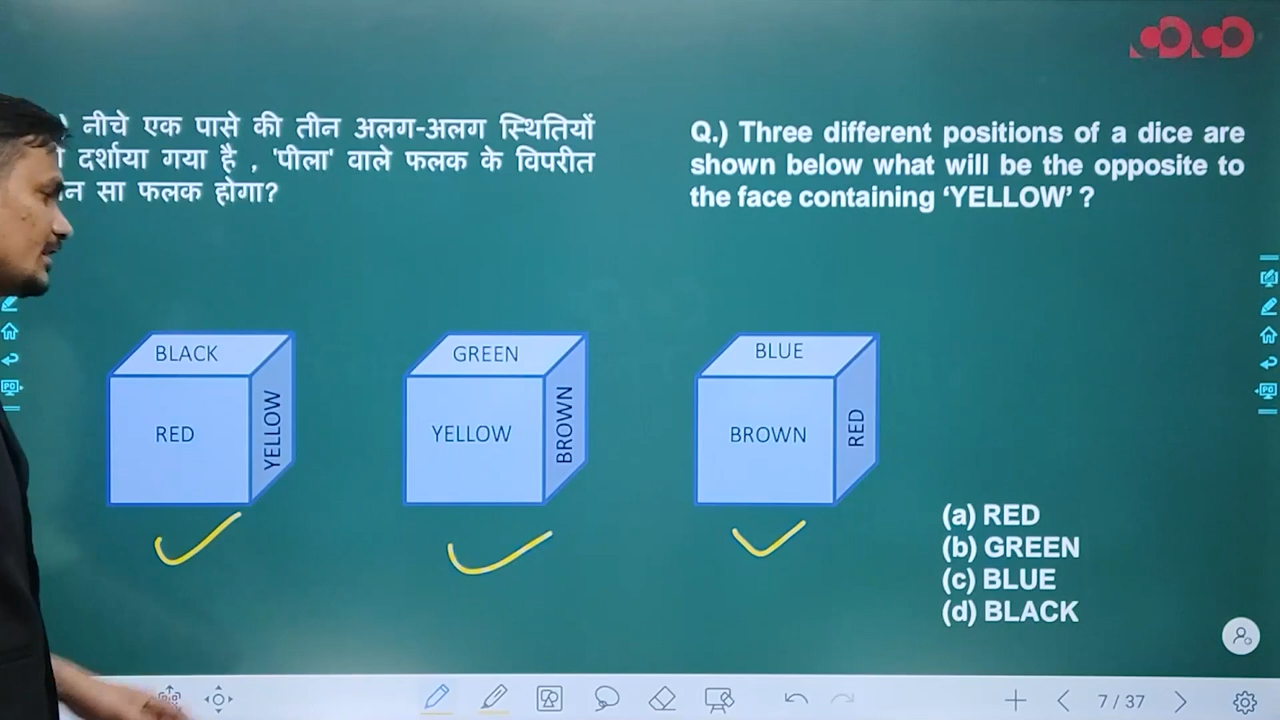 नीचे एक पासे की तीन अलग-अलग स्थितियों
दर्शाया गया है , 'पीला' वाले फलक के विपरीत
सा फलक होगा?
Q.) Three different positions of a dice are
shown below what will be the opposite to
the face containing ‘YELLOW’ ?
BLACK
RED
YELLOW
GREEN
YELLOW
BROWN
BLUE
BROWN
RED
(a) RED
(b) GREEN
(c) BLUE
(d) BLACK
7 / 37